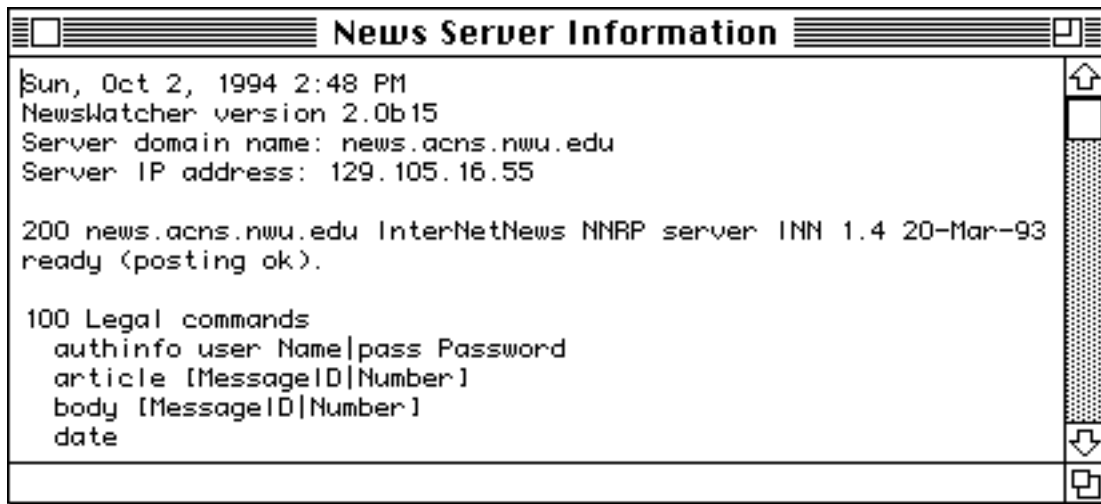 News Server Information
Sun, Oct 2, 1994 2:48 PM
NewsWatcher version 2.0b15
Server domain name: news.acns.nwu.edu
Server IP address: 129.105.16.55
200 news.acns.nwu.edu InterNetNews NNRP server INN 1.4 20-Mar-93
ready (posting ok).
100 Legal commands
authinfo user Name|pass Password
article [MessageID|Number]
body [MessageID|Number]
date